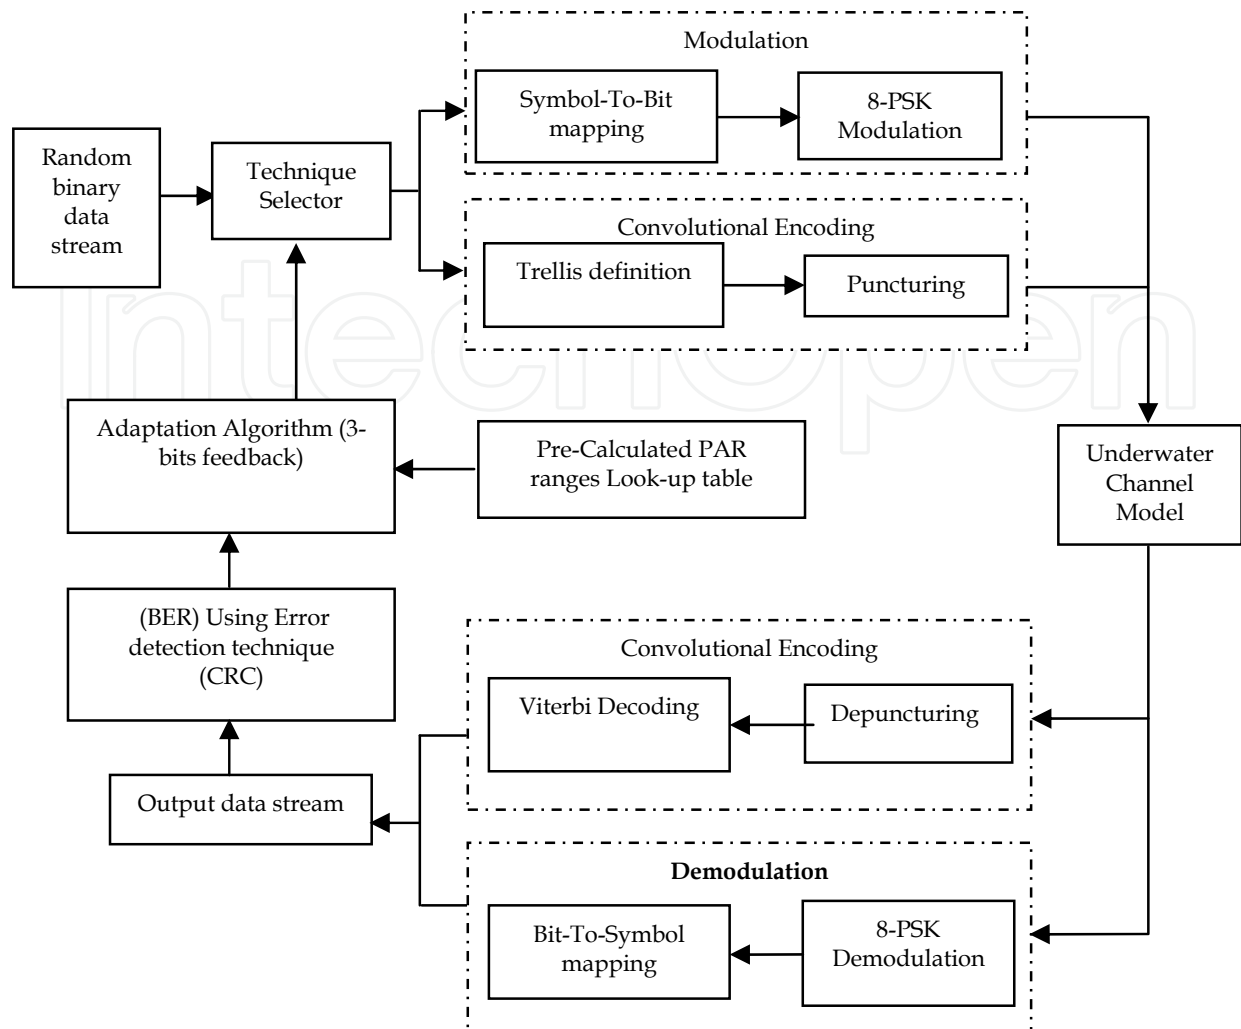 Modulation
Symbol-To-Bit
mapping
8-PSK
Modulation
Random
binary
data
stream
Technique
Selector
Convolutional Encoding
Trellis definition
Puncturing
IntechOpen
Adaptation Algorithm (3-
bits feedback)
Pre-Calculated PAR
ranges Look-up table
Underwater
Channel
Model
(BER) Using Error
detection technique
(CRC)
Convolutional Encoding
Viterbi Decoding
Depuncturing
Output data stream
Demodulation
Bit-To-Symbol
mapping
8-PSK
Demodulation